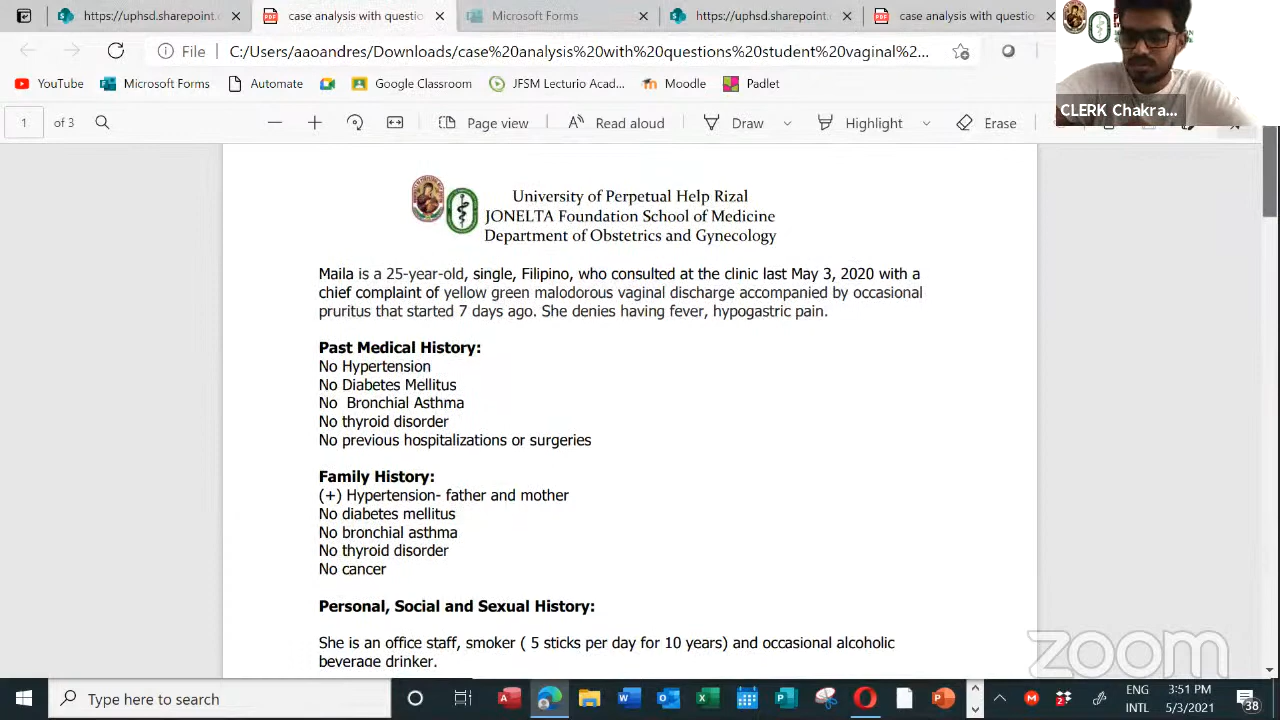 https://uphsd.sharepoint.c
case analysis with questi
Microsoft Forms
https://uphsd.sharepoint.c
case analysis with questio
File
C:/Users/aaoandres/Downloads/case%20analysis%20with%20questions%20student%20vaginal%2...
YouTube
Microsoft Forms
Automate
Google Classroom
JFSM Lecturio Acad...
Moodle
Padlet
CLERK Chakra...
1
of 3
Page view
Read aloud
Draw
Highlight
Erase
University of Perpetual Help Rizal
JONELTA Foundation School of Medicine
Department of Obstetrics and Gynecology
Maila is a 25-year-old, single, Filipino, who consulted at the clinic last May 3, 2020 with a
chief complaint of yellow green malodorous vaginal discharge accompanied by occasional
pruritus that started 7 days ago. She denies having fever, hypogastric pain.
Past Medical History:
No Hypertension
No Diabetes Mellitus
No Bronchial Asthma
No thyroid disorder
No previous hospitalizations or surgeries
Family History:
(+) Hypertension- father and mother
No diabetes mellitus
No bronchial asthma
No thyroid disorder
No cancer
Personal, Social and Sexual History:
She is an office staff, smoker ( 5 sticks per day for 10 years) and occasional alcoholic
beverage drinker.
zoom
Type here to search
ENG
INTL
3:51 PM
5/3/2021
38